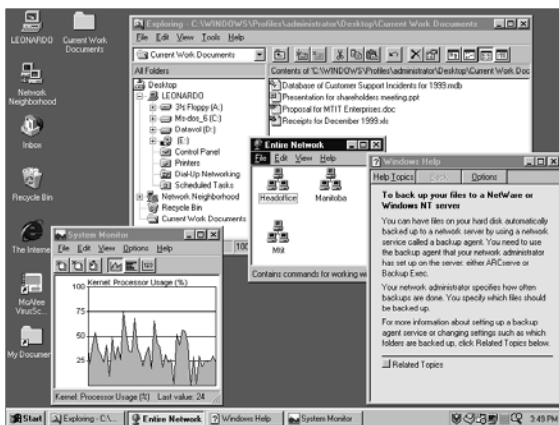 LEONARDO
Current Work
Documents
Network
Neighborhood
Inbox
Recycle Bin
The Interne
McAfee
VirusSc...
My Documen
Exploring - C:\WINDOWS\Profiles\administrator\Desktop\Current Work Documents
File Edit View Tools Help
Current Work Documents
All Folders
Contents of 'C:\WINDOWS\Profiles\administrator\Desktop\Current Work Doc
Desktop
LEONARDO
3½ Floppy (A:)
Ms-dos_6 (C:)
Datavol (D:)
(E:)
Control Panel
Printers
Dial-Up Networking
Scheduled Tasks
Network Neighborhood
Recycle Bin
Current Work Documents
Database of Customer Support Incidents for 1999.mdb
Presentation for shareholders meeting.ppt
Proposal for MTIT Enterprises.doc
Receipts for December 1999.xls
Entire Network
File Edit View Help
Headoffice
Manitoba
Mtit
Contains commands for working wi
System Monitor
File Edit View Options Help
Kernel: Processor Usage (%)
100
75
50
25
Kernel: Processor Usage (%) Last value: 24
Windows Help
Help Topics Back Options
To back up your files to a NetWare or
Windows NT server
You can have files on your hard disk automatically
backed up to a network server by using a network
service called a backup agent. You need to use
the backup agent that your network administrator
has set up on the server: either ARCserve or
Backup Exec.
Your network administrator specifies how often
backups are done. You specify which files should
be backed up.
For more information about setting up a backup
agent service or changing settings such as which
folders are backed up, click Related Topics below.
Related Topics
Start Exploring - C:\... Entire Network Windows Help System Monitor 3:49 PM